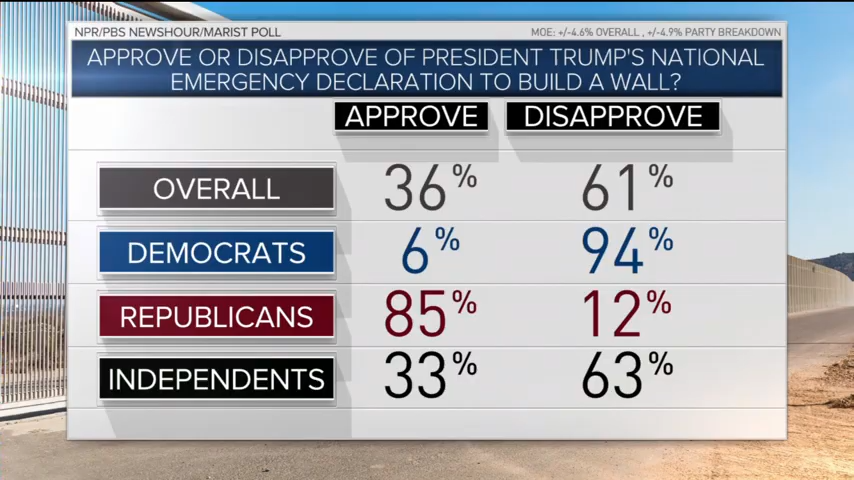 NPR/PBS NEWSHOUR/MARIST POLL
MOE: +/-4.6% OVERALL , +/-4.9% PARTY BREAKDOWN
APPROVE OR DISAPPROVE OF PRESIDENT TRUMP'S NATIONAL
EMERGENCY DECLARATION TO BUILD A WALL?
APPROVE DISAPPROVE
OVERALL 36% 61%
DEMOCRATS 6% 94%
REPUBLICANS 85% 12%
INDEPENDENTS 33% 63%